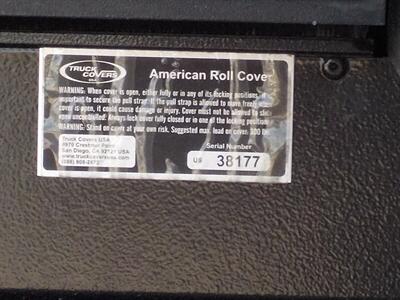 TRUCK
COVERS
USA
American Roll Cover
WARNING: When cover is open, either fully or in any of its locking positions, it
important to secure the pull strap. If the pull strap is allowed to move freely when
cover is open, it could cause damage or injury. Cover must not be allowed to
open uncontrolled. Always lock cover fully closed or in one of the locking positions
WARNING: Stand on cover at your own risk. Suggested max. load on cover: 300
Truck Covers USA
San Diego, CA 92121 USA
www.truckcoversusa.com
Serial Number
US 38177